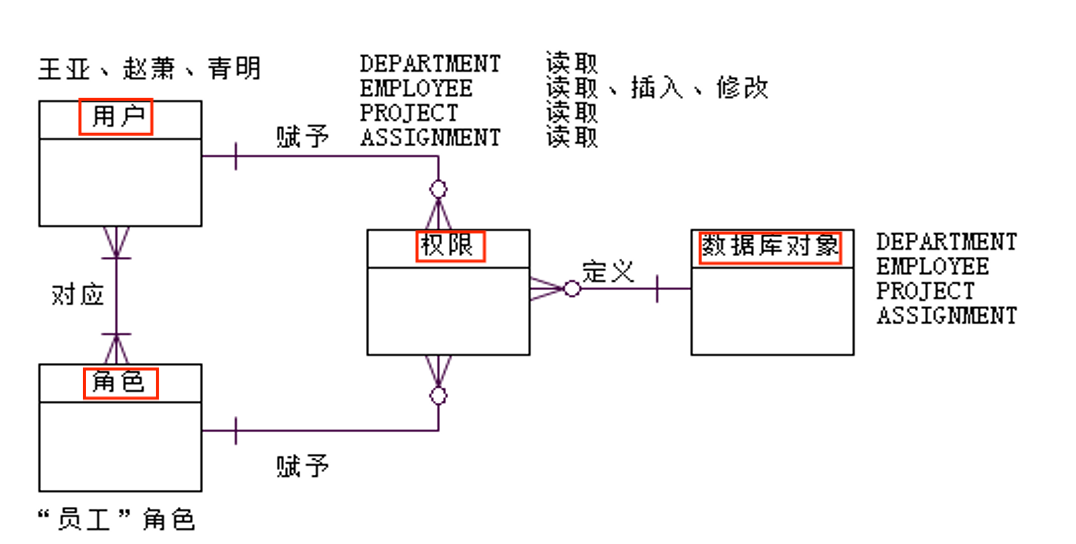 王亚、赵萧、青明
DEPARTMENT 读取
EMPLOYEE 读取、插入、修改
PROJECT 读取
ASSIGNMENT 读取
用户
赋予
权限
定义
数据库对象
DEPARTMENT
EMPLOYEE
PROJECT
ASSIGNMENT
对应
角色
赋予
“员工”角色